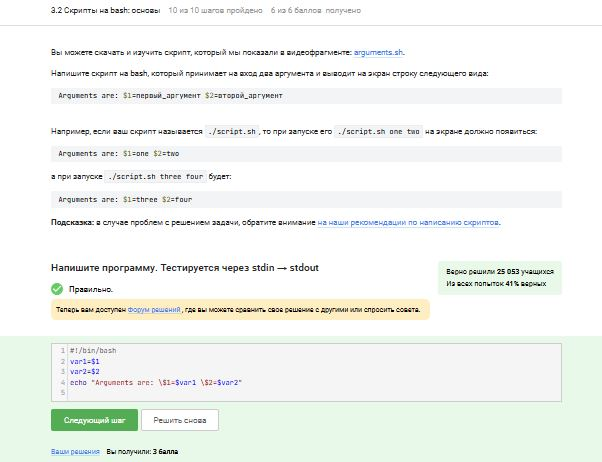 3.2 Скрипты на bash: основы 10 из 10 шагов пройдено 6 из 6 баллов получено
Вы можете скачать и изучить скрипт, который мы показали в видеофрагменте: arguments.sh.
Напишите скрипт на bash, который принимает на вход два аргумента и выводит на экран строку следующего вида:
Arguments are: $1=первый_аргумент $2=второй_аргумент
Например, если ваш скрипт называется ./script.sh , то при запуске его ./script.sh one two на экране должно появиться:
Arguments are: $1=one $2=two
а при запуске ./script.sh three four будет:
Arguments are: $1=three $2=four
Подсказка: в случае проблем с решением задачи, обратите внимание на наши рекомендации по написанию скриптов.
Напишите программу. Тестируется через stdin → stdout
Верно решили 25 053 учащихся
Из всех попыток 41% верных
Правильно.
Теперь вам доступен Форум решений, где вы можете сравнить свое решение с другими или спросить совета.
1 #!/bin/bash
2 var1=$1
3 var2=$2
4 echo "Arguments are: \$1=$var1 \$2=$var2"
5
Следующий шаг Решить снова
Ваши решения Вы получили: 3 балла